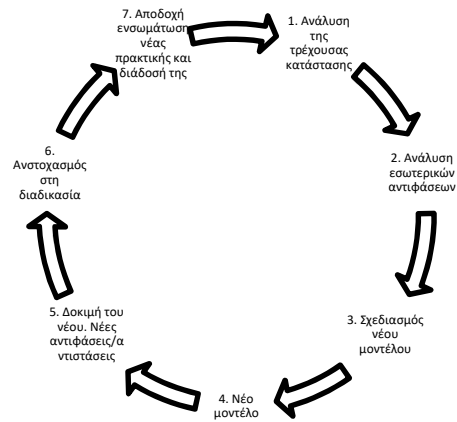 7. Αποδοχή
ενσωμάτωση
νέας
πρακτικής και
διάδοσή της
1. Ανάλυση
της
τρέχουσας
κατάστασης
2. Ανάλυση
εσωτερικών
αντιφάσεων
3. Σχεδιασμός
νέου
μοντέλου
4. Νέο
μοντέλο
5. Δοκιμή του
νέου. Νέες
αντιφάσεις/α
ντιστάσεις
6.
Ανστοχασμός
στη
διαδικασία